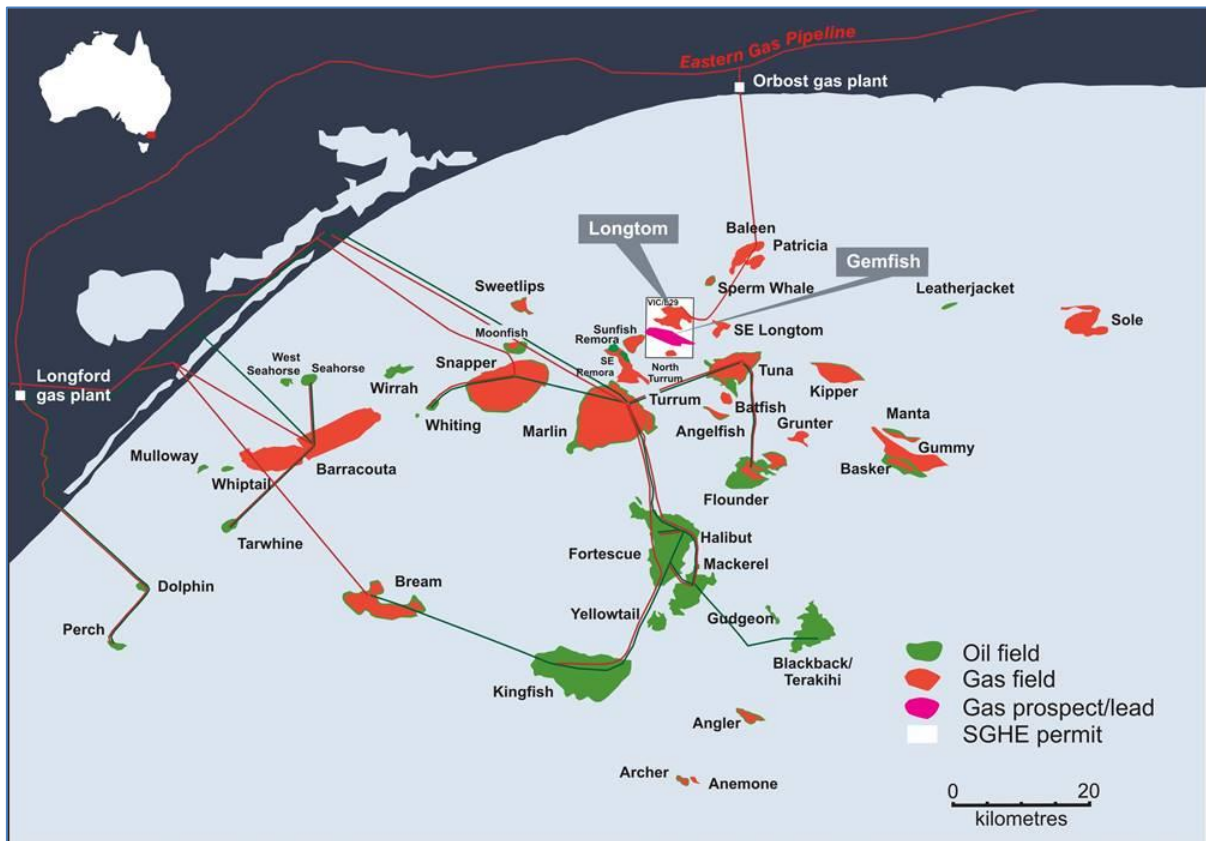 Eastern Gas Pipeline
Orbost gas plant
Longtom
Baleen
Patricia
Gemfish
Sperm Whale
Leatherjacket
Sweetlips
VIC/L29
Sole
SE Longtom
Moonfish
Sunfish
Remora
West
Seahorse
Seahorse
Snapper
SE
Remora
North
Turrum
Tuna
Wirrah
Kipper
Longford
gas plant
Turrum
Batfish
Whiting
Marlin
Angelfish
Grunter
Manta
Gummy
Mulloway
Barracouta
Basker
Whiptail
Flounder
Tarwhine
Halibut
Fortescue
Mackerel
Dolphin
Bream
Yellowtail
Gudgeon
Perch
Blackback/
Terakihi
Kingfish
Oil field
Gas field
Gas prospect/lead
SGHE permit
Angler
Archer
Anemone
0 20
kilometres